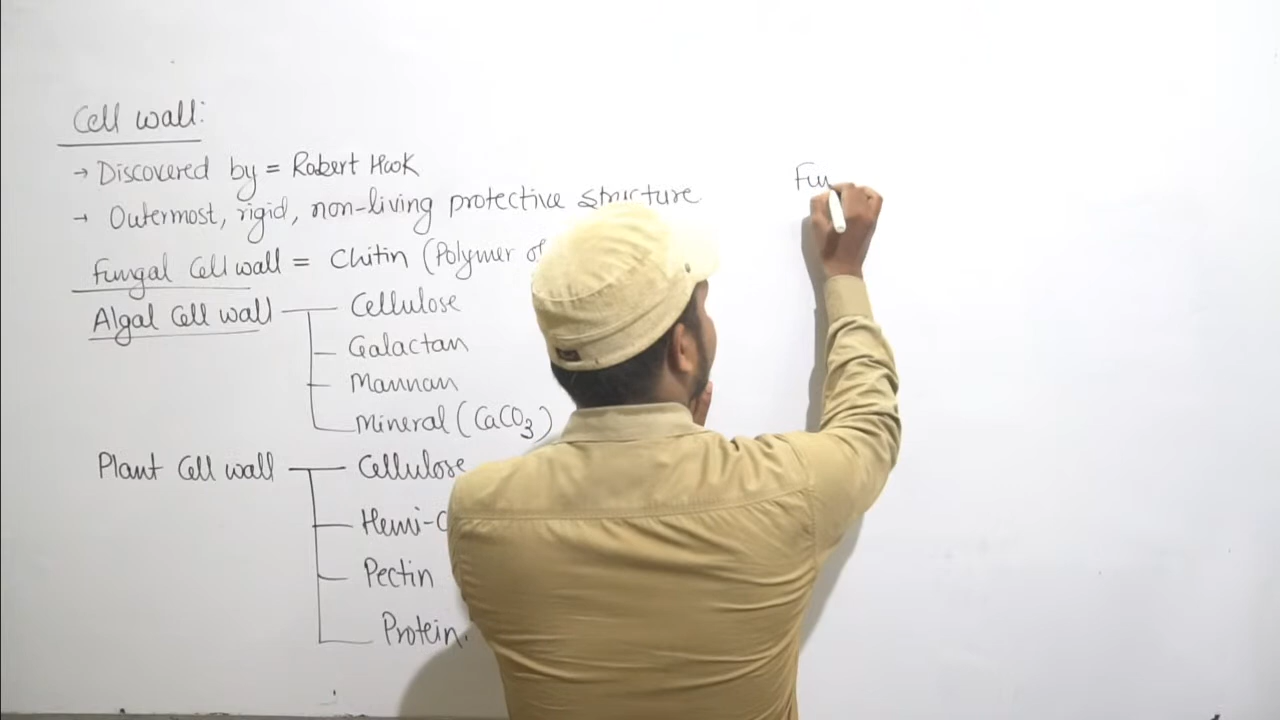 Cell wall:
→ Discovered by = Robert Hook
→ Outermost, rigid, non-living protective structure
Fungal Cell wall = Chitin (Polymer of
Algal Cell wall
Cellulose
Galactan
Mannan
Mineral (CaCO3)
Plant Cell wall
Cellulose
Hemi-C
Pectin
Protein.
Fun